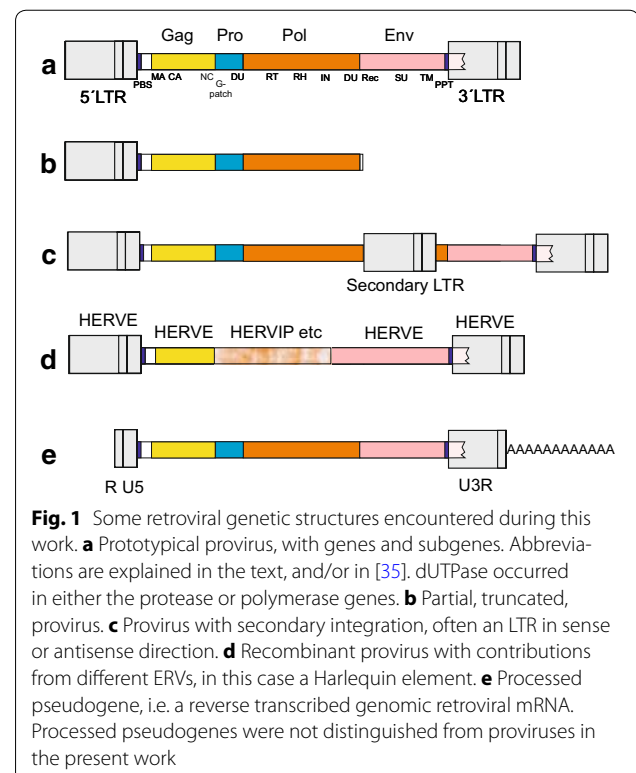 Gag Pro Pol Env
a
MA CA NC DU RT RH IN DU Rec SU TM
PBS G-patch PPT
5´LTR 3´LTR
b
c
Secondary LTR
HERVE HERVE HERVIP etc HERVE HERVE
d
e AAAAAAAAAAAA
R U5 U3R
Fig. 1 Some retroviral genetic structures encountered during this
work. a Prototypical provirus, with genes and subgenes. Abbrevia-
tions are explained in the text, and/or in [35]. dUTPase occurred
in either the protease or polymerase genes. b Partial, truncated,
provirus. c Provirus with secondary integration, often an LTR in sense
or antisense direction. d Recombinant provirus with contributions
from different ERVs, in this case a Harlequin element. e Processed
pseudogene, i.e. a reverse transcribed genomic retroviral mRNA.
Processed pseudogenes were not distinguished from proviruses in
the present work